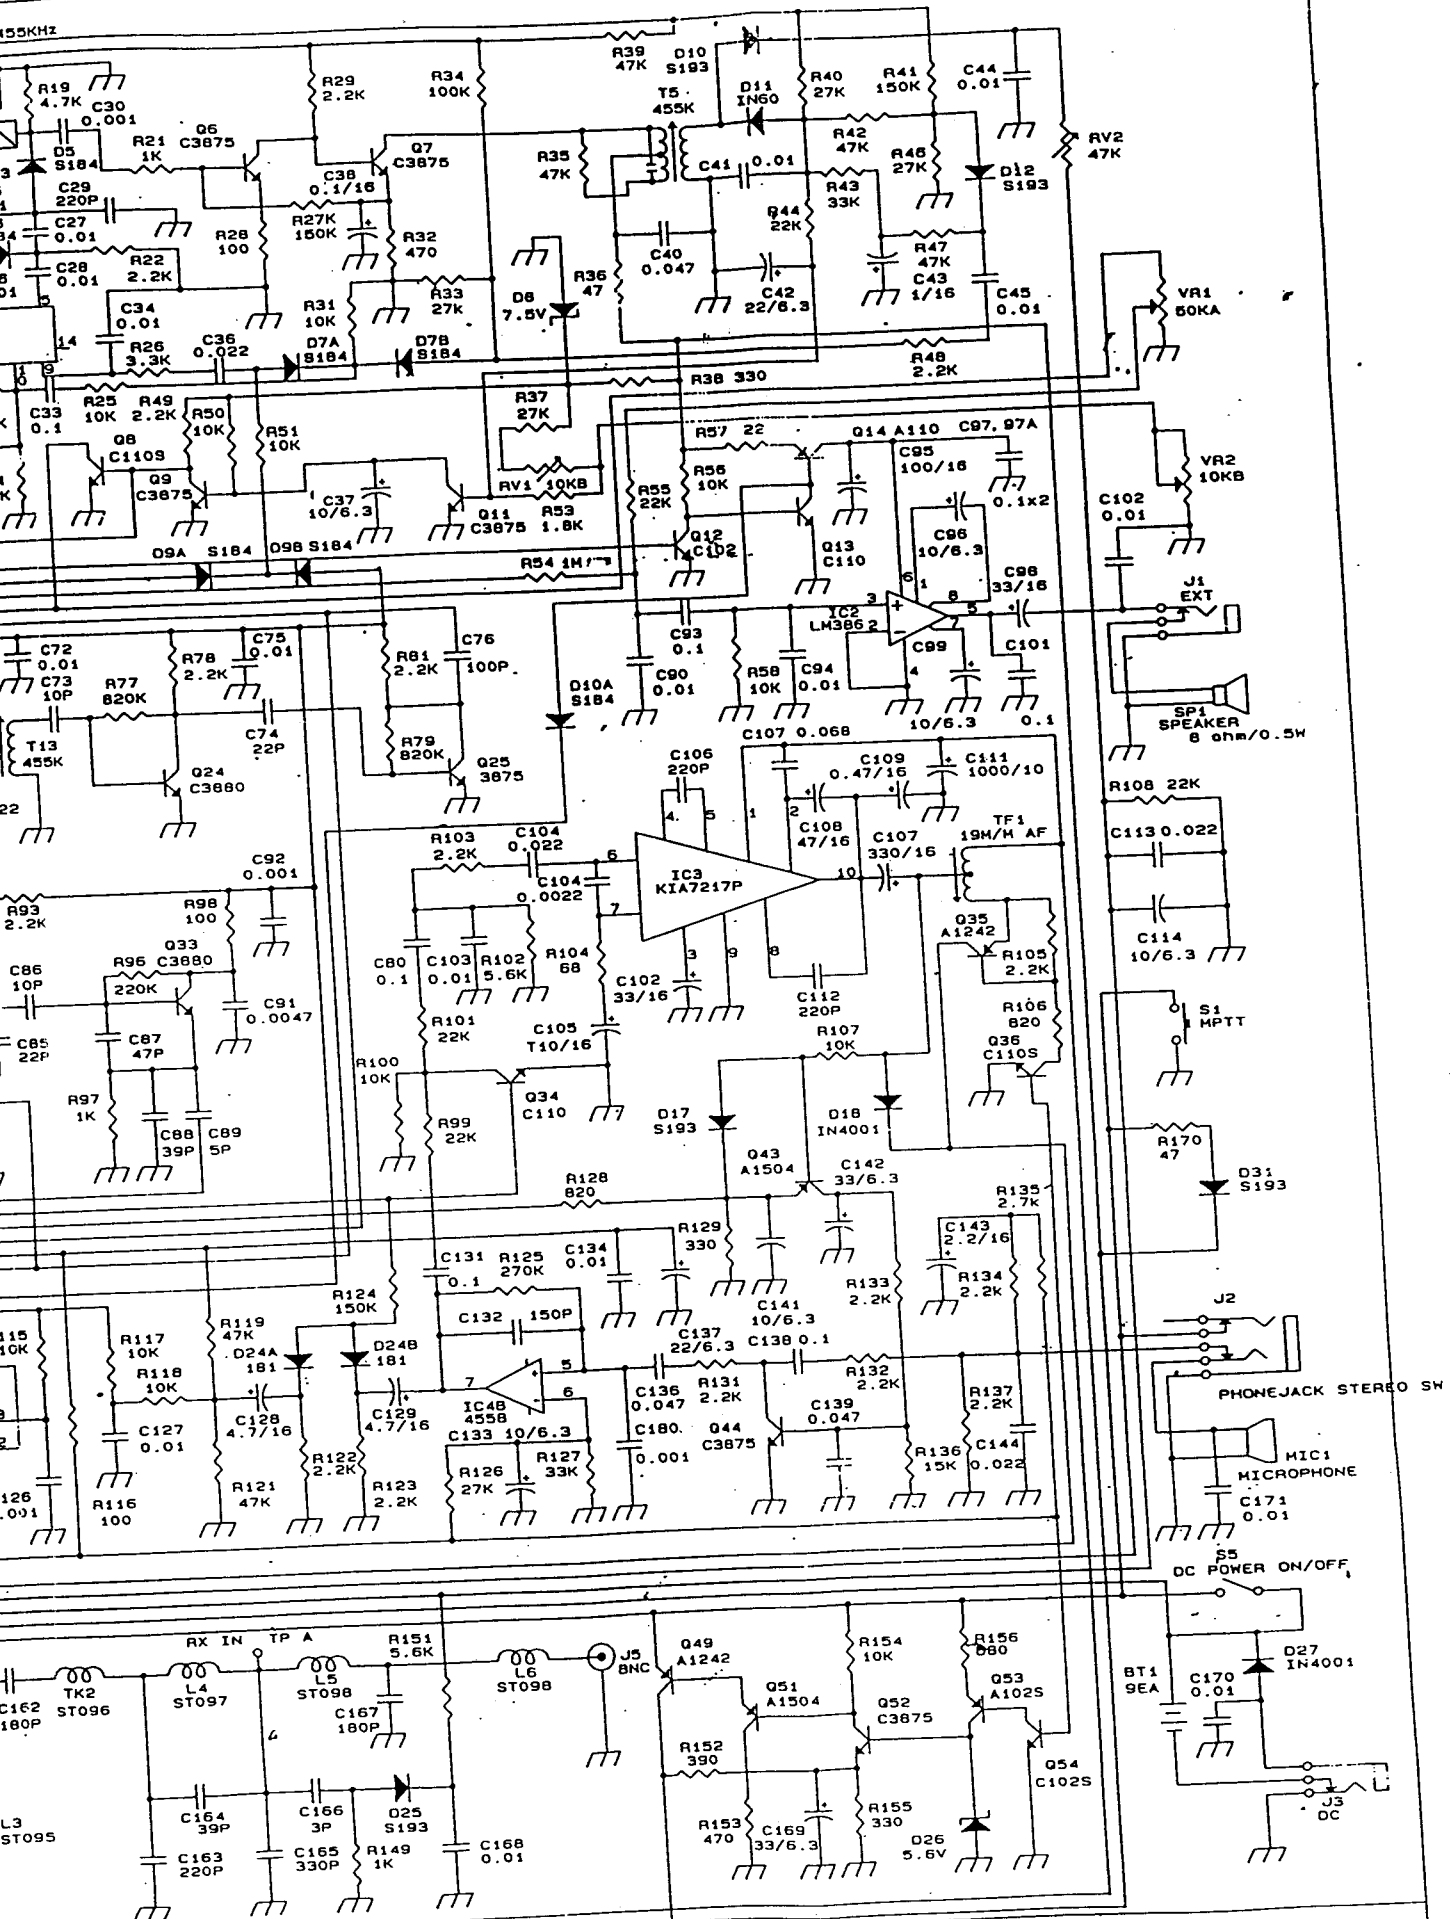 455KHz
R19
4.7K
C30
0.001
R21
1K
Q6
C3875
R29
2.2K
R34
100K
R39
47K
D10
S193
T5
455K
D11
IN60
R40
27K
R41
150K
C44
0.01
D5
S184
C29
220P
C27
0.01
C28
0.01
R22
2.2K
R28
100
C38
0.1/16
R27K
150K
Q7
C3875
R32
470
R35
47K
C41
0.01
R42
47K
R43
33K
R46
27K
D12
S193
RV2
47K
R44
22K
R47
47K
C43
1/16
C45
0.01
C40
0.047
C42
22/6.3
R36
47
R31
10K
R33
27K
D8
7.5V
VR1
50KA
5
14
C34
0.01
R26
3.3K
C36
0.022
D7A
S184
D7B
S184
R38 330
R48
2.2K
9
C33
0.1
R25
10K
R49
2.2K
R50
10K
R51
10K
R37
27K
Q8
C110S
Q9
C3875
C37
10/6.3
Q11
C3875
RV1 10KB
R53
1.8K
R55
22K
R57 22
R56
10K
Q14 A110
C95
100/16
C97, 97A
0.1x2
C96
10/6.3
Q12
C102
Q13
C110
VR2
10KB
C102
0.01
D9A S184
D9B S184
R54 1M
C98
33/16
J1
EXT
3
6
1
8
5
2
7
4
IC2
LM386
C72
0.01
C73
10P
R78
2.2K
C75
0.01
R81
2.2K
C76
100P
R77
820K
D10A
S184
C93
0.1
C90
0.01
R58
10K
C94
0.01
C99
10/6.3
C101
0.1
SP1
SPEAKER
8 ohm/0.5W
T13
455K
C74
22P
R79
820K
Q24
C3880
Q25
3875
C106
220P
C107 0.068
C109
0.47/16
C111
1000/10
C108
47/16
C107
330/16
TF1
19M/M AF
R108 22K
C113 0.022
C114
10/6.3
22
R103
2.2K
C104
0.022
C104
0.0022
4
5
1
2
6
7
10
3
9
8
IC3
KIA7217P
C92
0.001
R93
2.2K
R98
100
Q33
C3880
R96
220K
C86
10P
C91
0.0047
C85
22P
C87
47P
C80
0.1
C103
0.01
R102
5.6K
R104
68
C102
33/16
C112
220P
Q35
A1242
R105
2.2K
R106
820
Q36
C110S
S1
MPTT
R101
22K
R100
10K
C105
T10/16
R107
10K
R97
1K
C88
39P
C89
5P
R99
22K
Q34
C110
D17
S193
D18
IN4001
R170
47
D31
S193
Q43
A1504
C142
33/6.3
R128
820
R129
330
R135
2.7K
C143
2.2/16
R134
2.2K
R133
2.2K
C131
0.1
R125
270K
C134
0.01
R124
150K
C132
150P
C141
10/6.3
C137
22/6.3
C138 0.1
J2
R117
10K
R119
47K
R118
10K
D24A
181
D24B
181
C128
4.7/16
C129
4.7/16
7
5
6
IC4B
4558
C133 10/6.3
C136
0.047
R131
2.2K
R132
2.2K
C139
0.047
Q44
C3875
R137
2.2K
PHONEJACK STEREO SW
C127
0.01
R122
2.2K
R126
27K
R127
33K
C180
0.001
R136
15K
C144
0.022
MIC1
MICROPHONE
R116
100
R121
47K
R123
2.2K
C171
0.01
S5
DC POWER ON/OFF
RX IN TP A
R151
5.6K
L6
ST098
J5
BNC
Q49
A1242
R154
10K
R156
680
D27
IN4001
C162
180P
TK2
ST096
L4
ST097
L5
ST098
C167
180P
Q51
A1504
Q52
C3875
Q53
A102S
BT1
9EA
C170
0.01
R152
390
Q54
C102S
C164
39P
C166
3P
D25
S193
R153
470
C169
33/6.3
R155
330
D26
5.6V
J3
DC
L3
ST095
C163
220P
C165
330P
R149
1K
C168
0.01